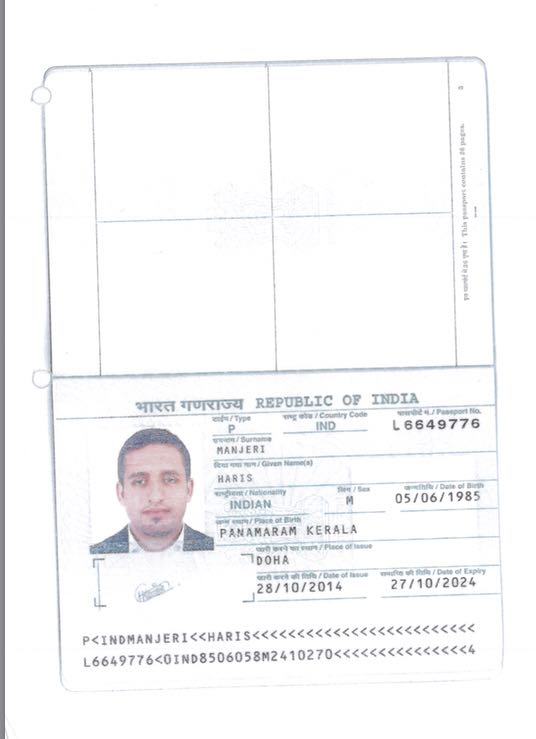 3
यह पासपोर्ट में 36 पृष्ठ हैं। This passport contains 36 pages.
भारत गणराज्य REPUBLIC OF INDIA
टाईप / Type
राष्ट्र कोड / Country Code
पासपोर्ट नं. / Passport No.
P
IND
L6649776
उपनाम / Surname
MANJERI
दिया गया नाम / Given Name(s)
HARIS
राष्ट्रीयता / Nationality
लिंग / Sex
जन्मतिथि / Date of Birth
INDIAN
M
05/06/1985
जन्म स्थान / Place of Birth
PANAMARAM KERALA
जारी करने का स्थान / Place of Issue
DOHA
जारी करने की तिथि / Date of Issue
समाप्ति की तिथि / Date of Expiry
28/10/2014
27/10/2024
P<INDMANJERI<<HARIS<<<<<<<<<<<<<<<<<<<<<<<<<
L6649776<0IND8506058M2410270<<<<<<<<<<<<<<<4